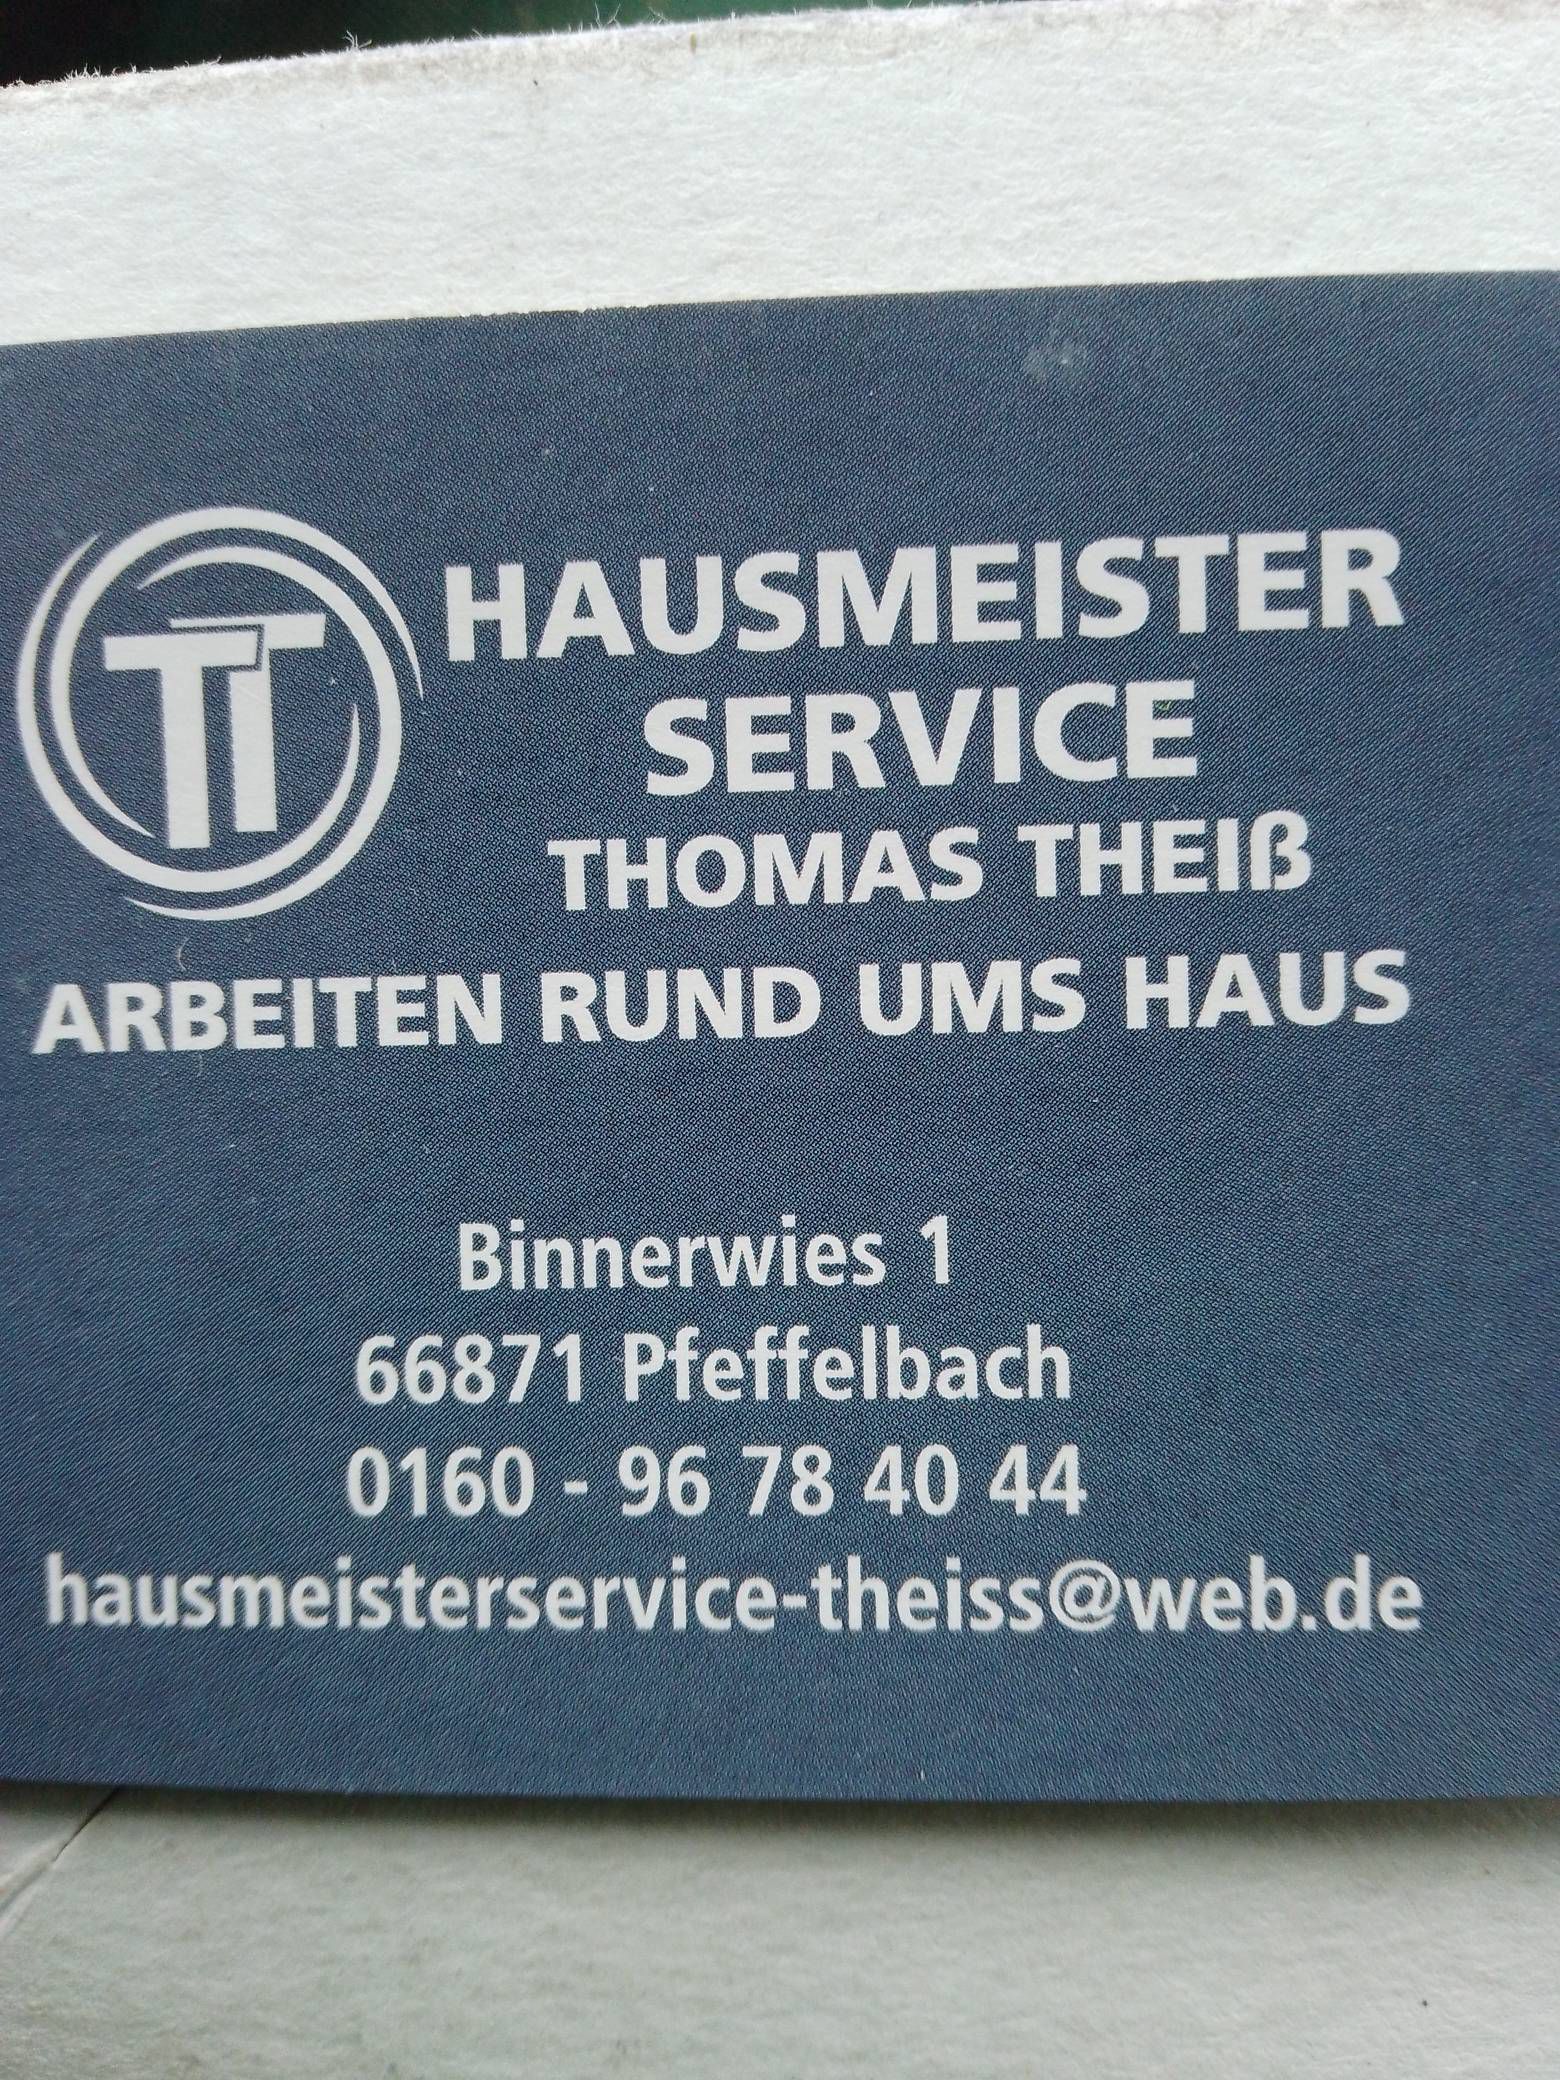 TT
HAUSMEISTER
SERVICE
THOMAS THEIß
ARBEITEN RUND UMS HAUS
Binnerwies 1
66871 Pfeffelbach
0160 - 96 78 40 44
hausmeisterservice-theiss@web.de